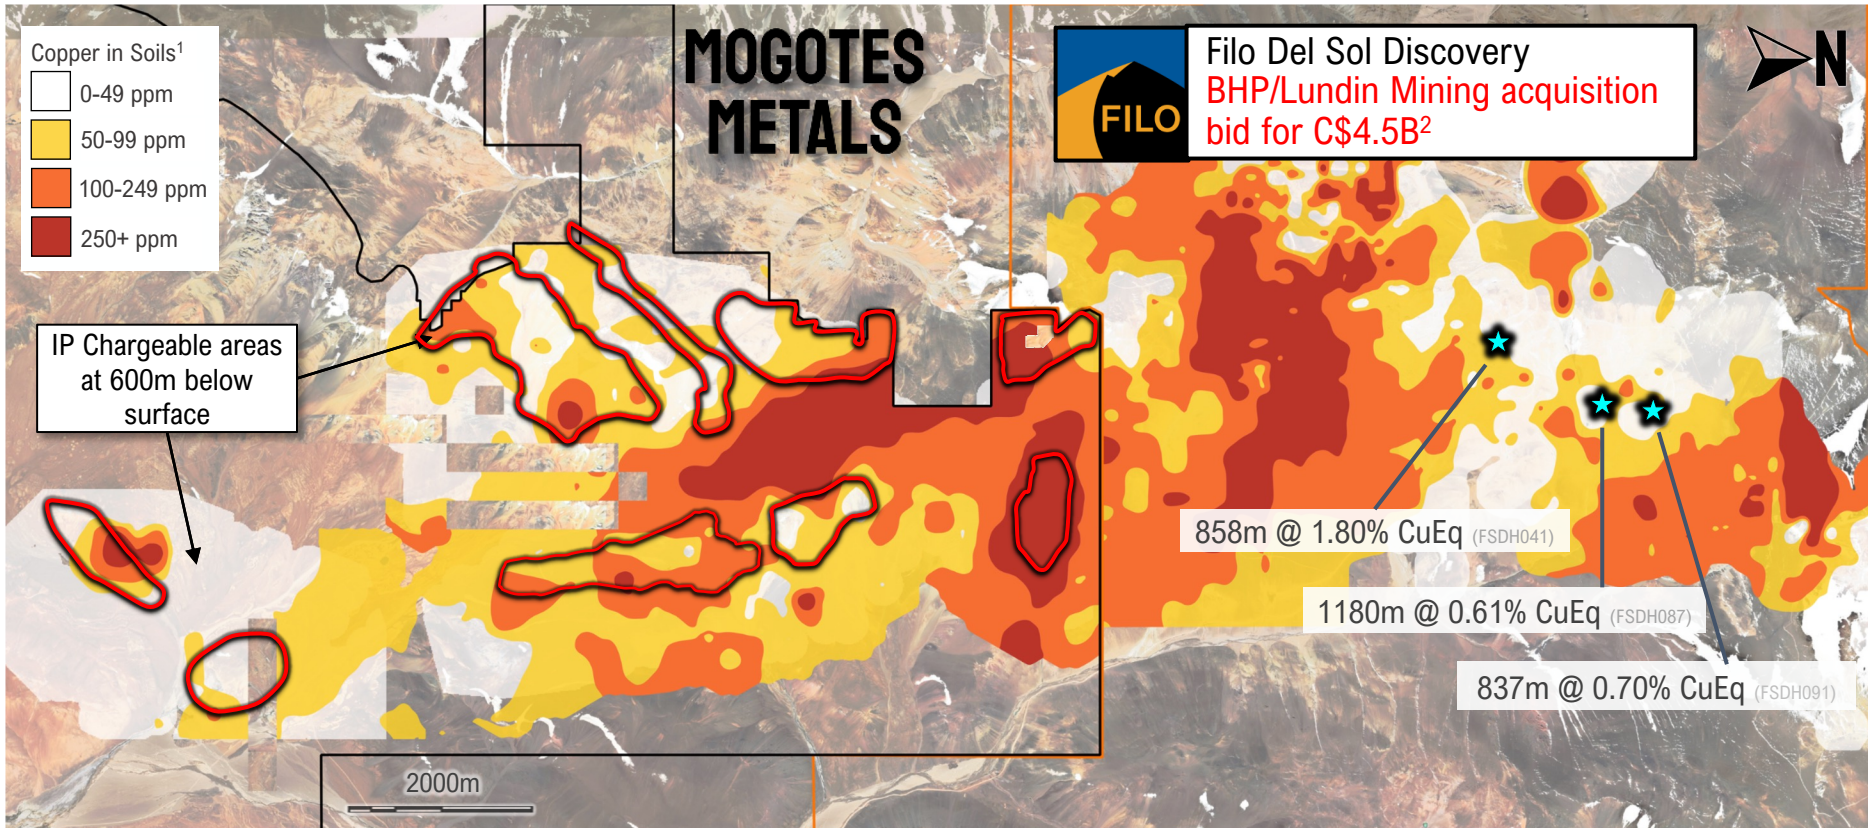 Copper in Soils¹
0-49 ppm
50-99 ppm
100-249 ppm
250+ ppm
MOGOTES
METALS
FILO
Filo Del Sol Discovery
BHP/Lundin Mining acquisition
bid for C$4.5B²
N
IP Chargeable areas
at 600m below
surface
858m @ 1.80% CuEq (FSDH041)
1180m @ 0.61% CuEq (FSDH087)
837m @ 0.70% CuEq (FSDH091)
2000m